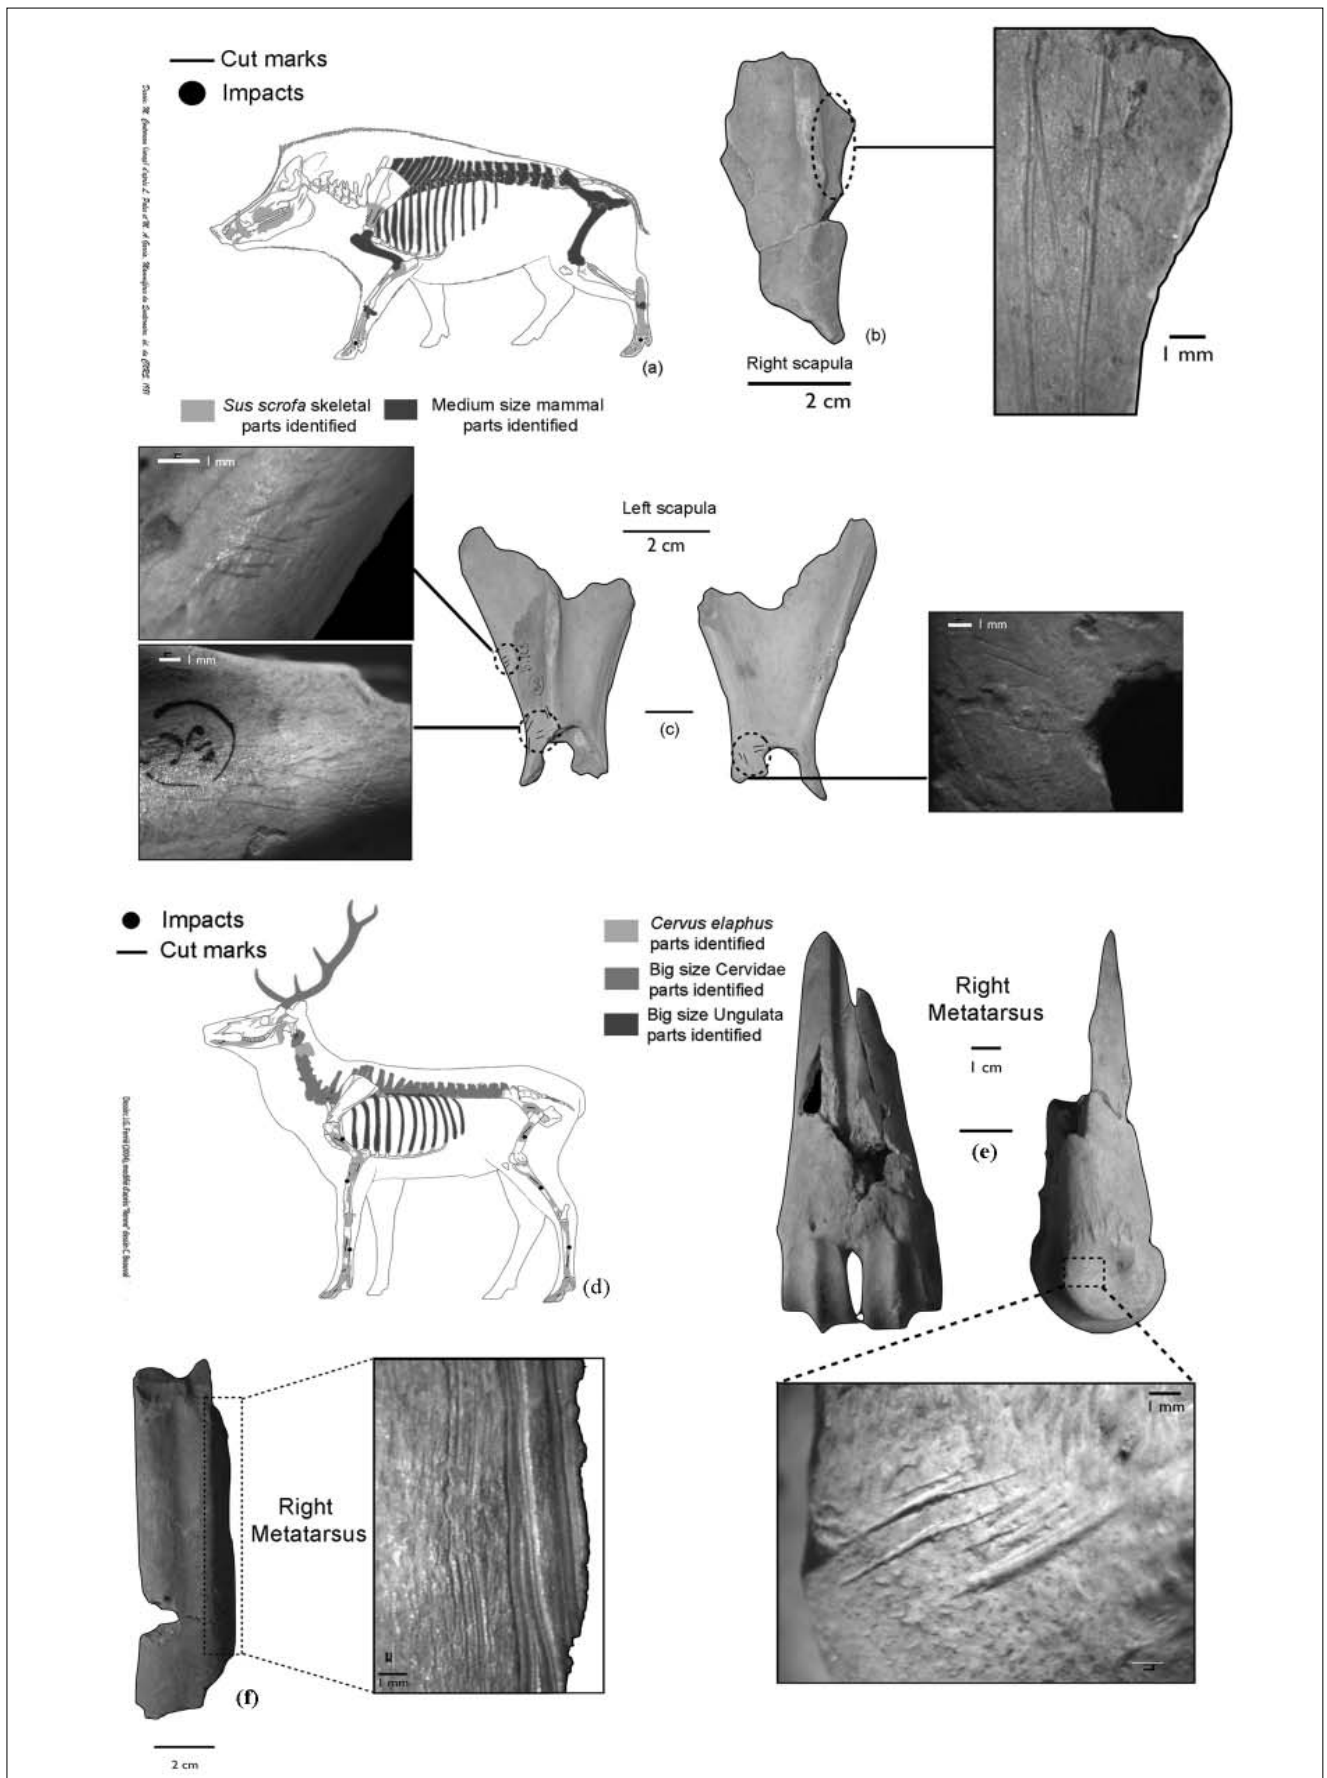 Cut marks
Impacts
(a)
(b)
Right scapula
2 cm
1 mm
Sus scrofa skeletal
parts identified
Medium size mammal
parts identified
1 mm
Left scapula
2 cm
1 mm
1 mm
(c)
Impacts
Cut marks
Cervus elaphus
parts identified
Big size Cervidae
parts identified
Big size Ungulata
parts identified
Right
Metatarsus
1 cm
(e)
(d)
Right
Metatarsus
1 mm
1 mm
(f)
2 cm